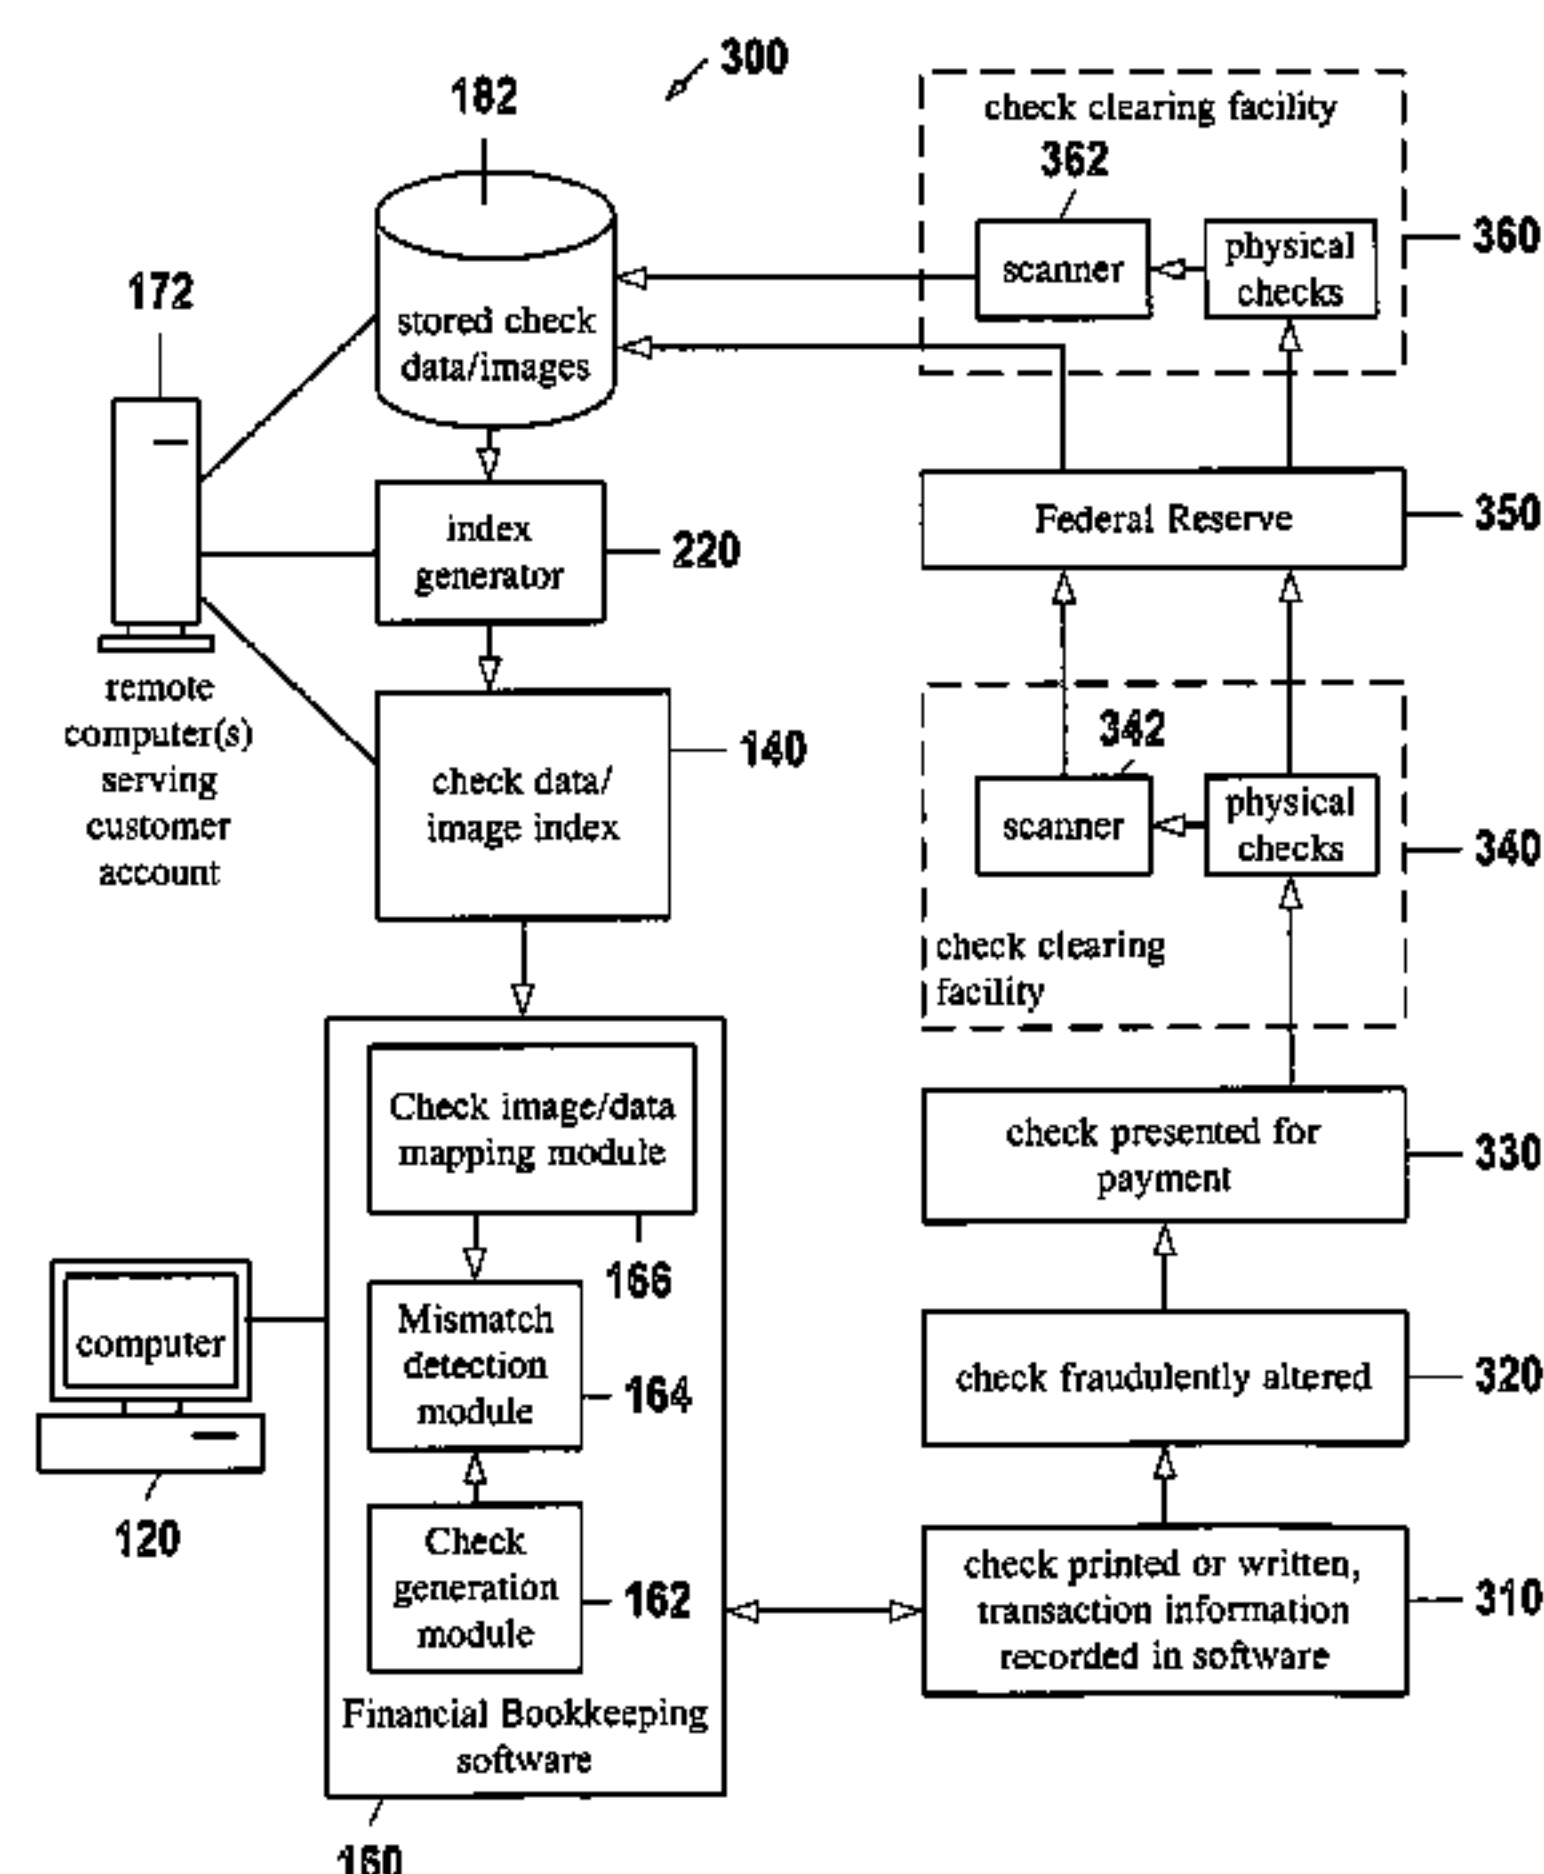 300
182
check clearing facility
362
scanner
physical
checks
360
172
stored check
data/images
index
generator
220
Federal Reserve
350
remote
computer(s)
serving
customer
account
check data/
image index
140
342
scanner
physical
checks
340
check clearing
facility
Check image/data
mapping module
166
check presented for
payment
330
computer
120
Mismatch
detection
module
164
check fraudulently altered
320
Check
generation
module
162
check printed or written,
transaction information
recorded in software
310
Financial Bookkeeping
software
160